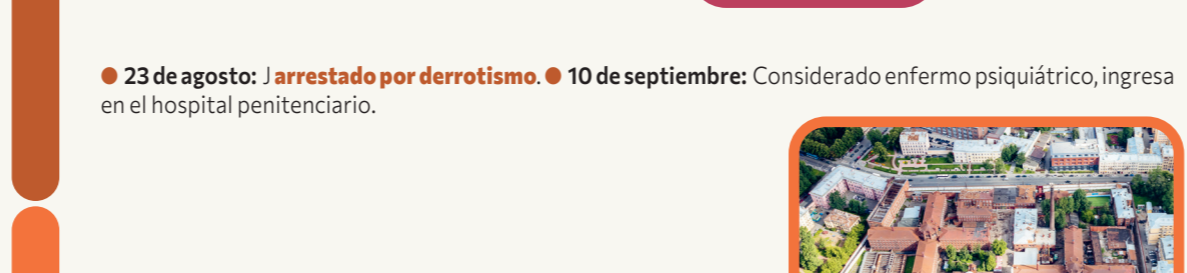 ● 23 de agosto: J arrestado por derrotismo. ● 10 de septiembre: Considerado enfermo psiquiátrico, ingresa
en el hospital penitenciario.